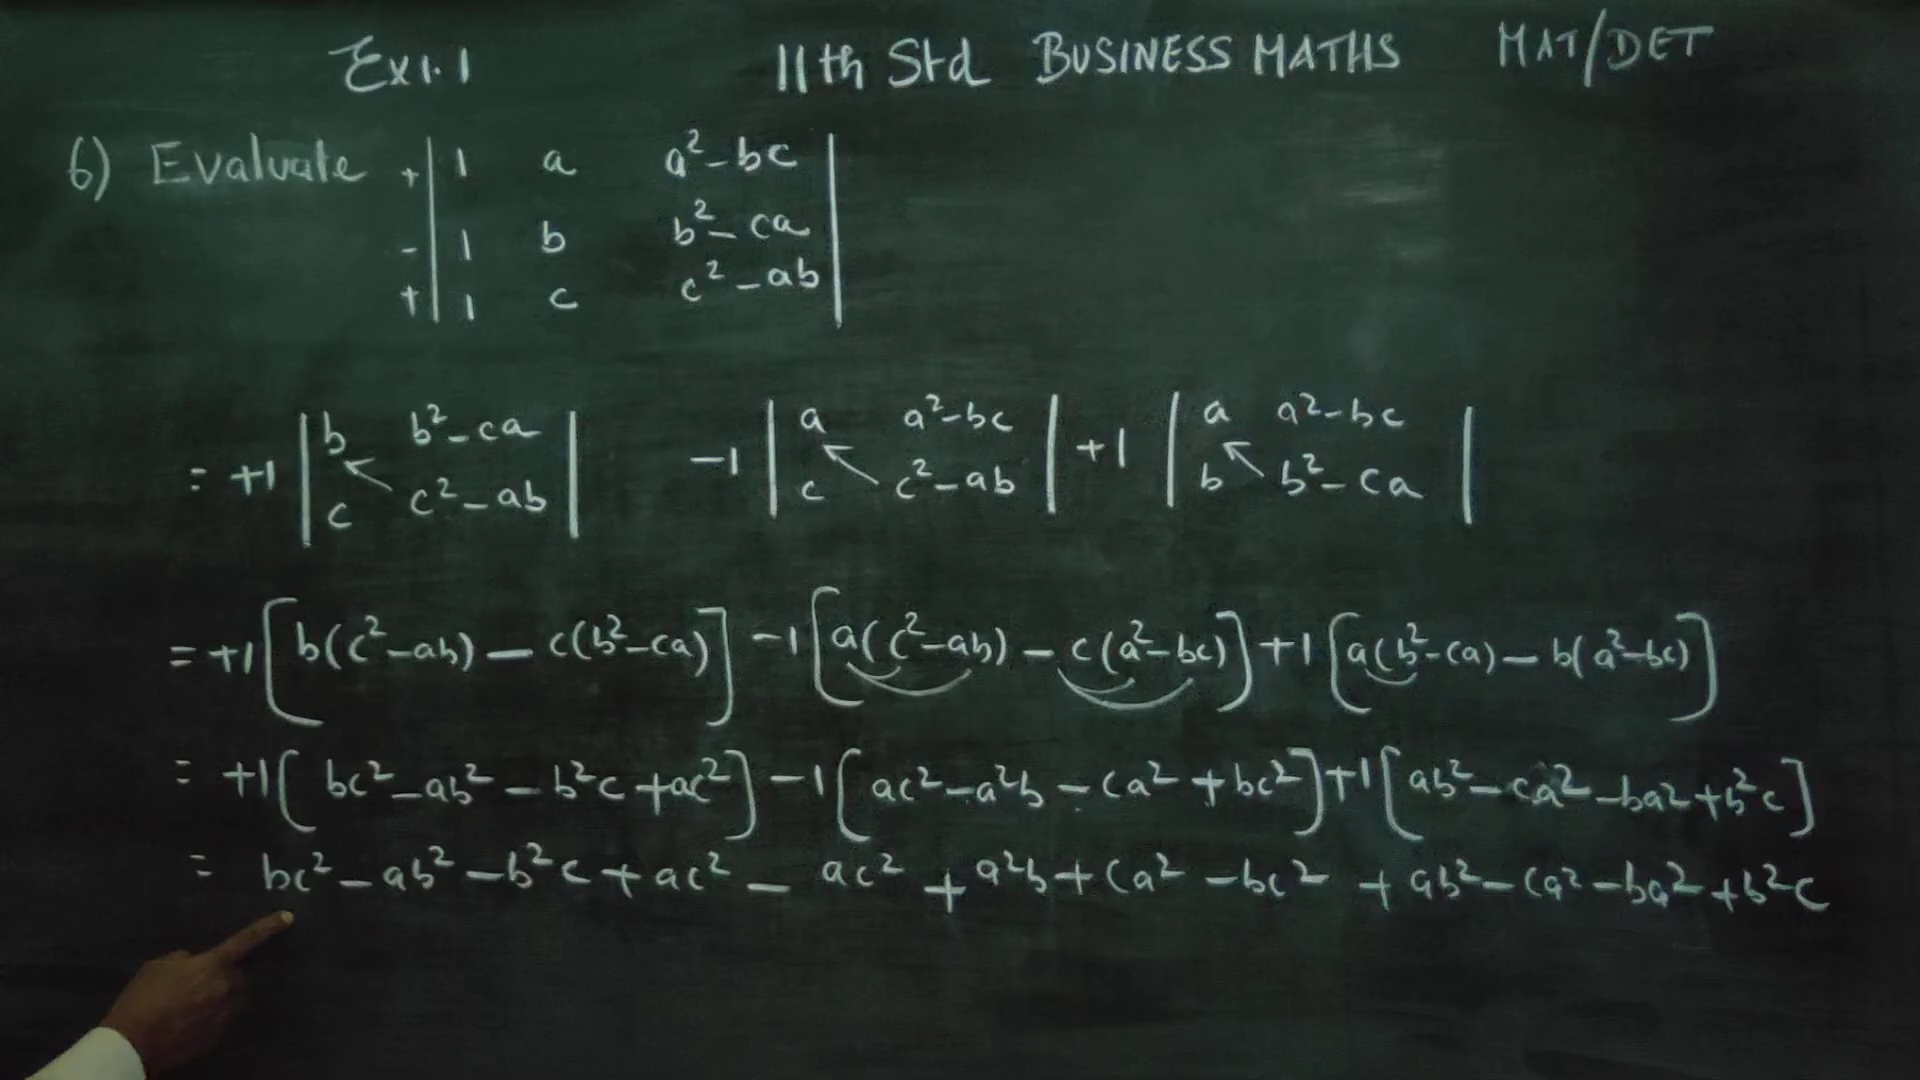 Ex1.1 11th Std BUSINESS MATHS MAT/DET
6) Evaluate + | 1 a a²-bc |
- | 1 b b²-ca |
+ | 1 c c²-ab |
= +1 | b b²-ca | -1 | a a²-bc | +1 | a a²-bc |
| c c²-ab | | c c²-ab | | b b²-ca |
= +1 [ b(c²-ab) - c(b²-ca) ] -1 [ a(c²-ab) - c(a²-bc) ] +1 [ a(b²-ca) - b(a²-bc) ]
= +1 [ bc²-ab² - b²c + ac² ] -1 [ ac²-a²b - ca² + bc² ] +1 [ ab²-ca²-ba²+b²c ]
= bc²-ab²-b²c+ac² - ac² + a²b + ca² - bc² + ab²-ca²-ba²+b²c